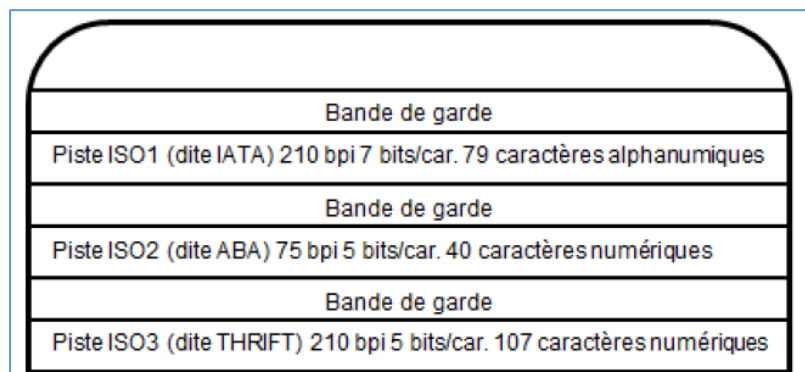 Bande de garde
Piste ISO1 (dite IATA) 210 bpi 7 bits/car. 79 caractères alphanumiques
Bande de garde
Piste ISO2 (dite ABA) 75 bpi 5 bits/car. 40 caractères numériques
Bande de garde
Piste ISO3 (dite THRIFT) 210 bpi 5 bits/car. 107 caractères numériques